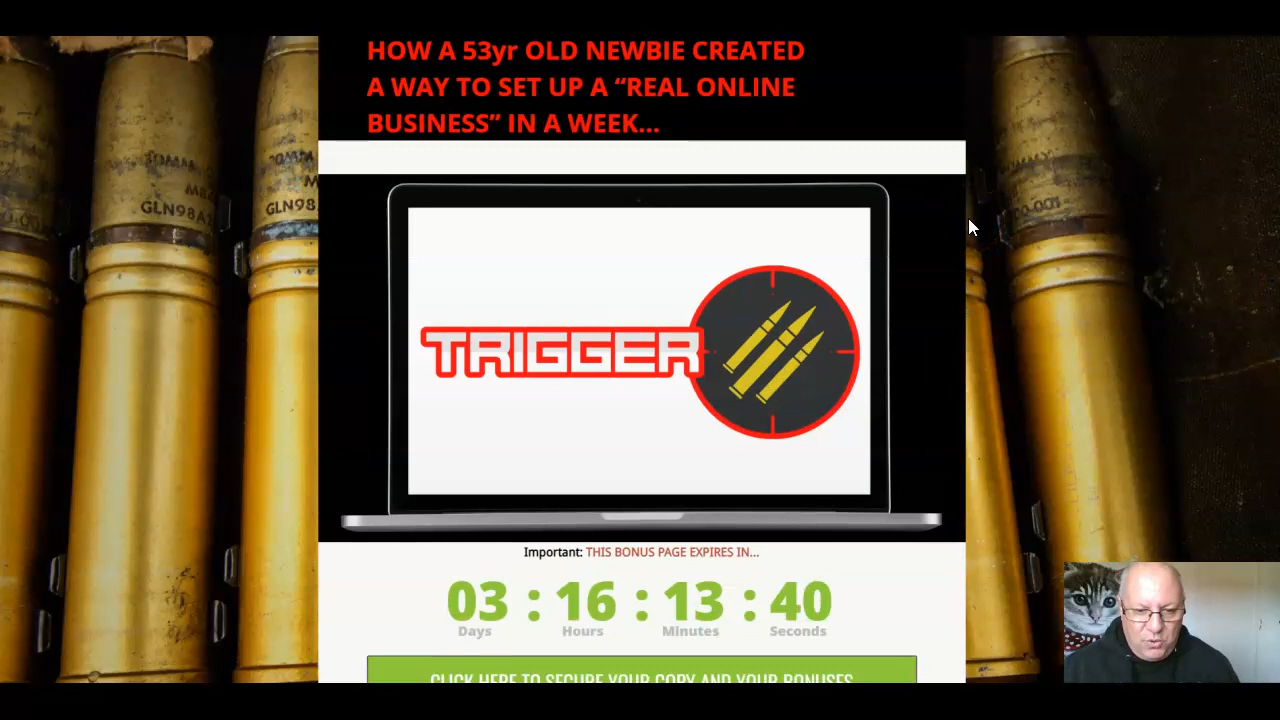 HOW A 53yr OLD NEWBIE CREATED
A WAY TO SET UP A “REAL ONLINE
BUSINESS” IN A WEEK...
GLN98A
GLN98
TRIGGER
Important: THIS BONUS PAGE EXPIRES IN...
03 : 16 : 13 : 40
Days Hours Minutes Seconds
CLICK HERE TO SECURE YOUR COPY AND YOUR BONUSES